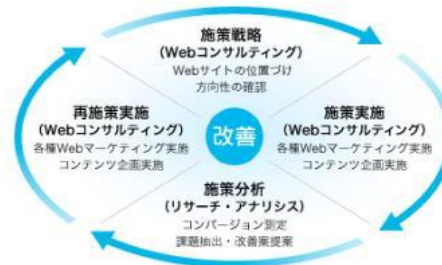 施策戦略
(Webコンサルティング)
Webサイトの位置づけ
方向性の確認
再施策実施
(Webコンサルティング)
各種Webマーケティング実施
コンテンツ企画実施
改善
施策実施
(Webコンサルティング)
各種Webマーケティング実施
コンテンツ企画実施
施策分析
(リサーチ・アナリシス)
コンバージョン測定
課題抽出・改善案提案